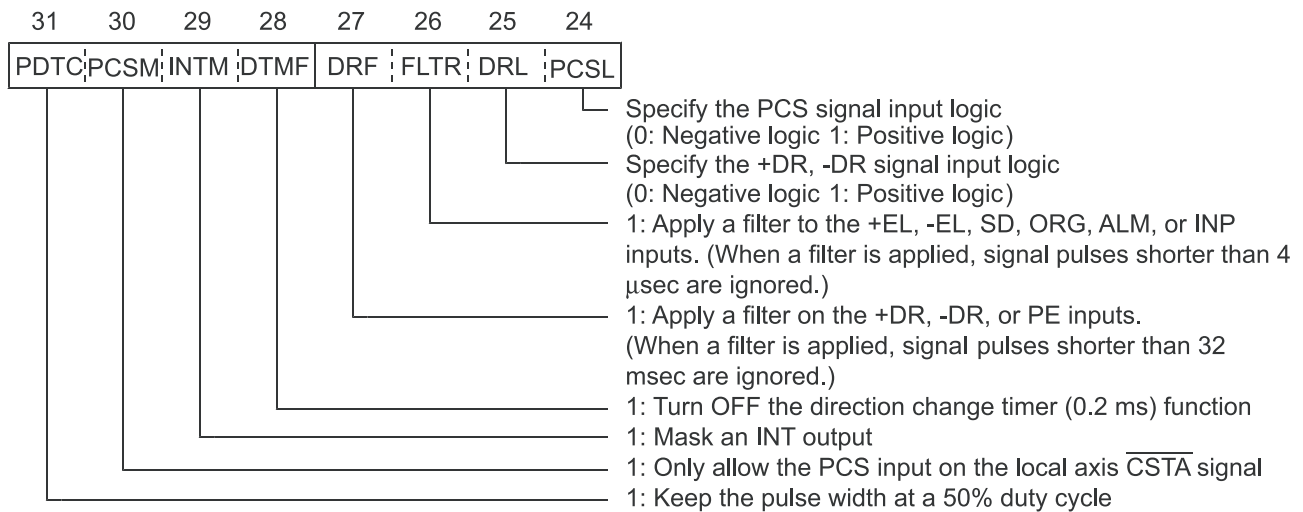 31 30 29 28 27 26 25 24
PDTC PCSM INTM DTMF DRF FLTR DRL PCSL
Specify the PCS signal input logic
(0: Negative logic 1: Positive logic)
Specify the +DR, -DR signal input logic
(0: Negative logic 1: Positive logic)
1: Apply a filter to the +EL, -EL, SD, ORG, ALM, or INP
inputs. (When a filter is applied, signal pulses shorter than 4
μsec are ignored.)
1: Apply a filter on the +DR, -DR, or PE inputs.
(When a filter is applied, signal pulses shorter than 32
msec are ignored.)
1: Turn OFF the direction change timer (0.2 ms) function
1: Mask an INT output
1: Only allow the PCS input on the local axis CSTA signal
1: Keep the pulse width at a 50% duty cycle